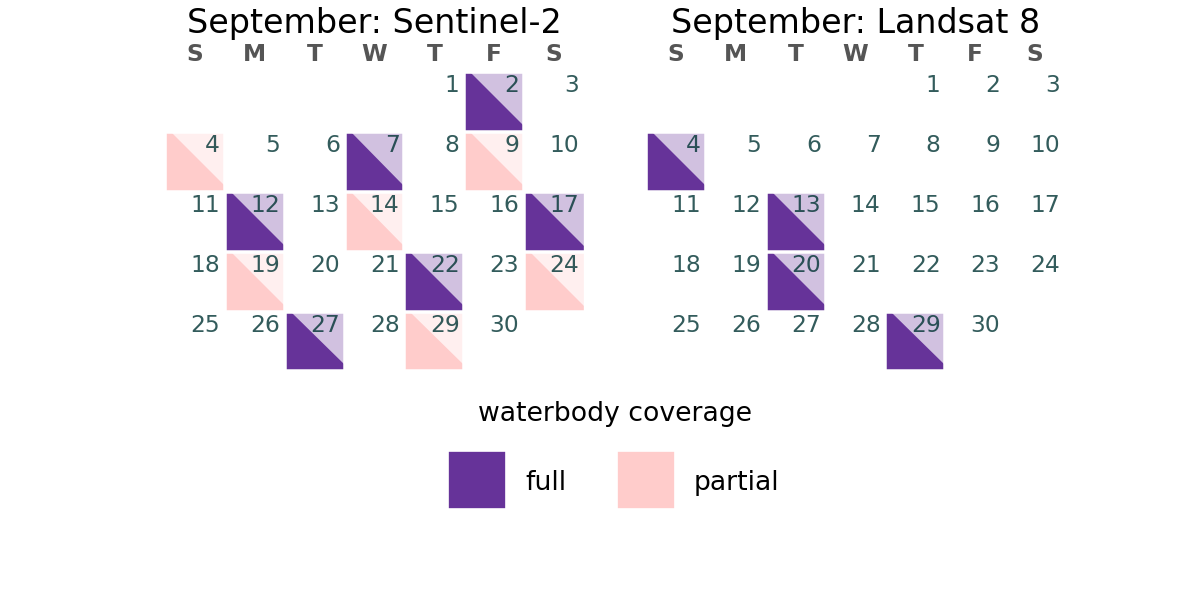 September: Sentinel-2
S M T W T F S
1 2 3
4 5 6 7 8 9 10
11 12 13 14 15 16 17
18 19 20 21 22 23 24
25 26 27 28 29 30
September: Landsat 8
S M T W T F S
1 2 3
4 5 6 7 8 9 10
11 12 13 14 15 16 17
18 19 20 21 22 23 24
25 26 27 28 29 30
waterbody coverage
full partial